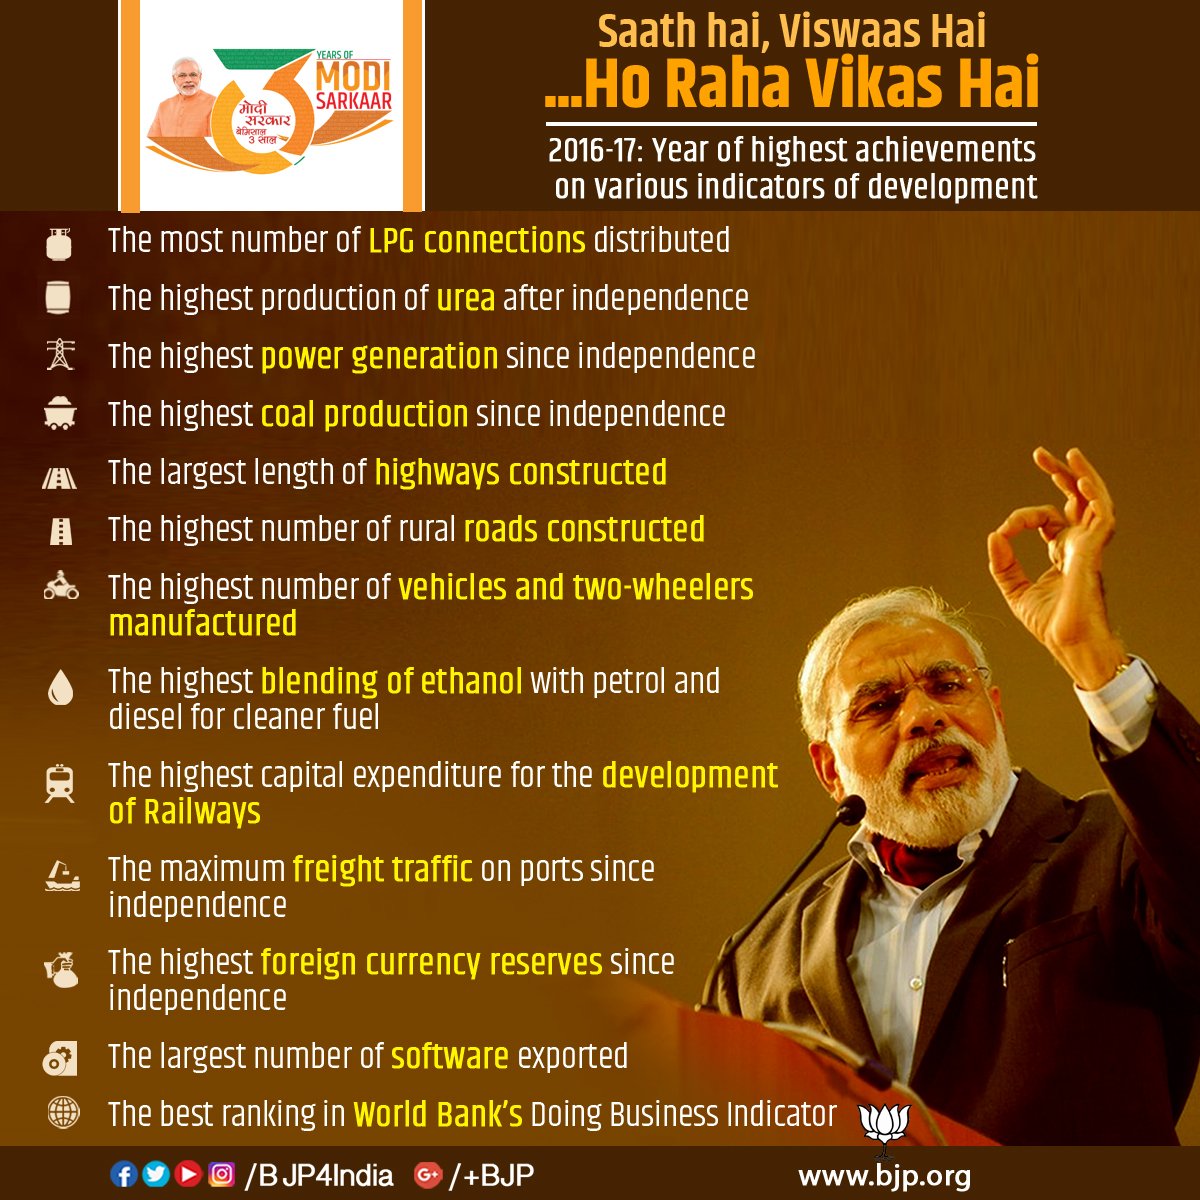 YEARS OF
MODI
SARKAAR
मोदी
सरकार
बेमिसाल
3 साल
Saath hai, Viswaas Hai
...Ho Raha Vikas Hai
2016-17: Year of highest achievements
on various indicators of development
The most number of LPG connections distributed
The highest production of urea after independence
The highest power generation since independence
The highest coal production since independence
The largest length of highways constructed
The highest number of rural roads constructed
The highest number of vehicles and two-wheelers
manufactured
The highest blending of ethanol with petrol and
diesel for cleaner fuel
The highest capital expenditure for the development
of Railways
The maximum freight traffic on ports since
independence
The highest foreign currency reserves since
independence
The largest number of software exported
The best ranking in World Bank's Doing Business Indicator
/BJP4India G+ /+BJP
www.bjp.org